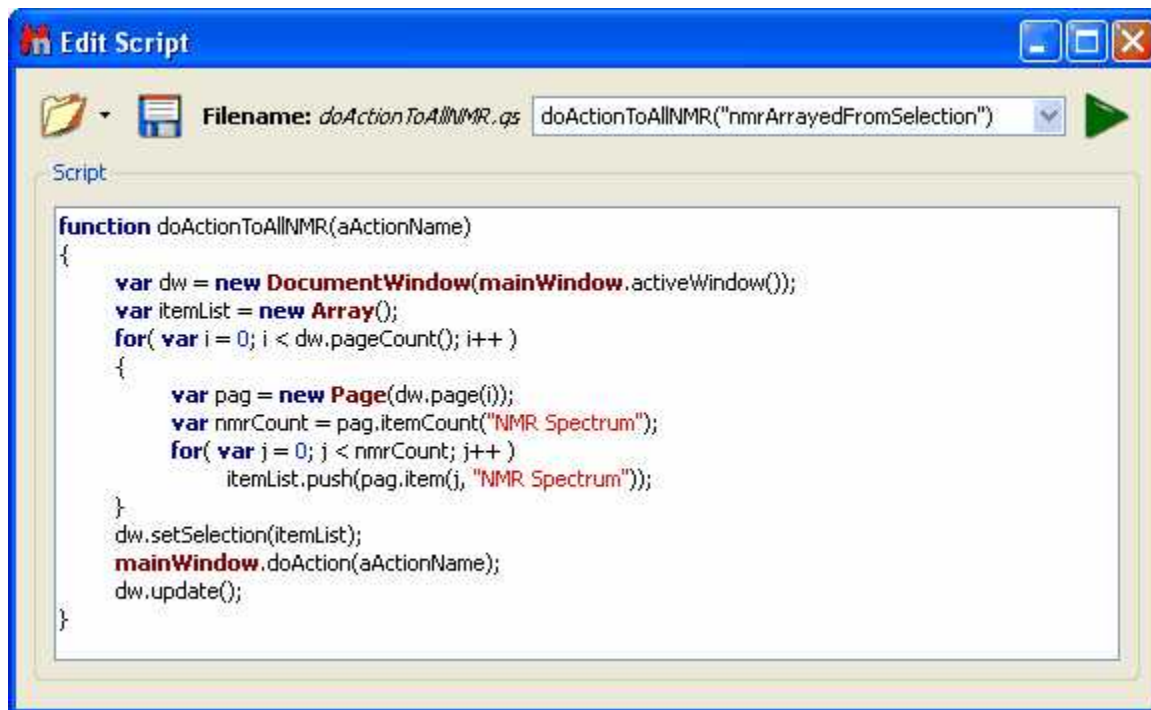 Edit Script
Filename: doActionToAllNMR.qs doActionToAllNMR("nmrArrayedFromSelection")
Script
function doActionToAllNMR(aActionName)
{
var dw = new DocumentWindow(mainWindow.activeWindow());
var itemList = new Array();
for( var i = 0; i < dw.pageCount(); i++ )
{
var pag = new Page(dw.page(i));
var nmrCount = pag.itemCount("NMR Spectrum");
for( var j = 0; j < nmrCount; j++ )
itemList.push(pag.item(j, "NMR Spectrum"));
}
dw.setSelection(itemList);
mainWindow.doAction(aActionName);
dw.update();
}